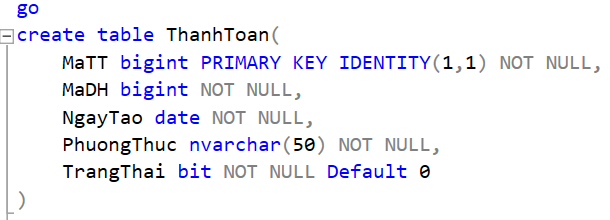 go
create table ThanhToan(
MaTT bigint PRIMARY KEY IDENTITY(1,1) NOT NULL,
MaDH bigint NOT NULL,
NgayTao date NOT NULL,
PhuongThuc nvarchar(50) NOT NULL,
TrangThai bit NOT NULL Default 0
)